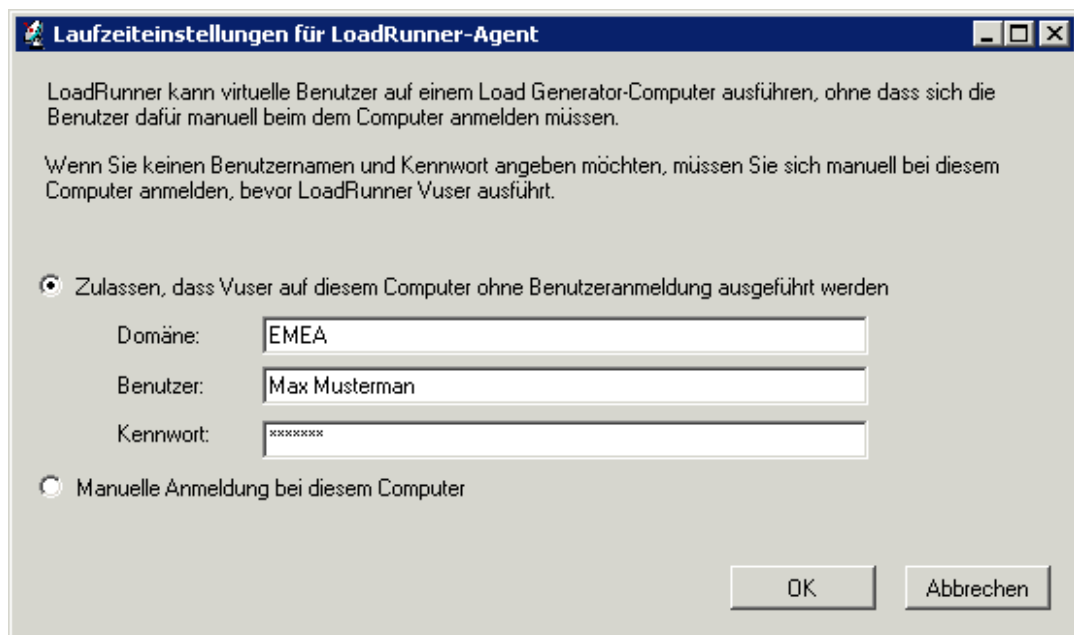 Laufzeiteinstellungen für LoadRunner-Agent
LoadRunner kann virtuelle Benutzer auf einem Load Generator-Computer ausführen, ohne dass sich die
Benutzer dafür manuell beim dem Computer anmelden müssen.
Wenn Sie keinen Benutzernamen und Kennwort angeben möchten, müssen Sie sich manuell bei diesem
Computer anmelden, bevor LoadRunner Vuser ausführt.
Zulassen, dass Vuser auf diesem Computer ohne Benutzeranmeldung ausgeführt werden
Domäne: EMEA
Benutzer: Max Musterman
Kennwort: *******
Manuelle Anmeldung bei diesem Computer
OK Abbrechen